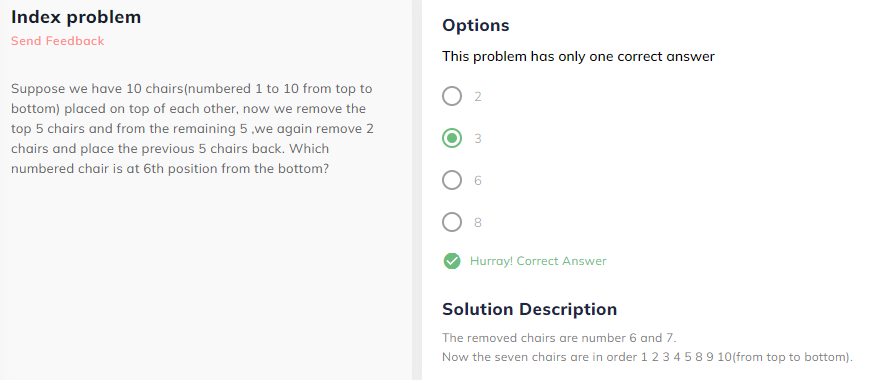 Index problem
Send Feedback
Suppose we have 10 chairs(numbered 1 to 10 from top to
bottom) placed on top of each other, now we remove the
top 5 chairs and from the remaining 5 ,we again remove 2
chairs and place the previous 5 chairs back. Which
numbered chair is at 6th position from the bottom?
Options
This problem has only one correct answer
2
3
6
8
Hurray! Correct Answer
Solution Description
The removed chairs are number 6 and 7.
Now the seven chairs are in order 1 2 3 4 5 8 9 10(from top to bottom).